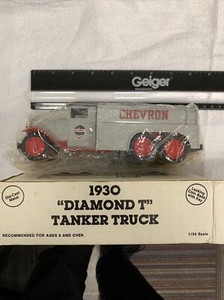 Geiger
CHEVRON
1930
"DIAMOND T"
TANKER TRUCK
RECOMMENDED FOR AGES 8 AND OVER.
1/34 Scale